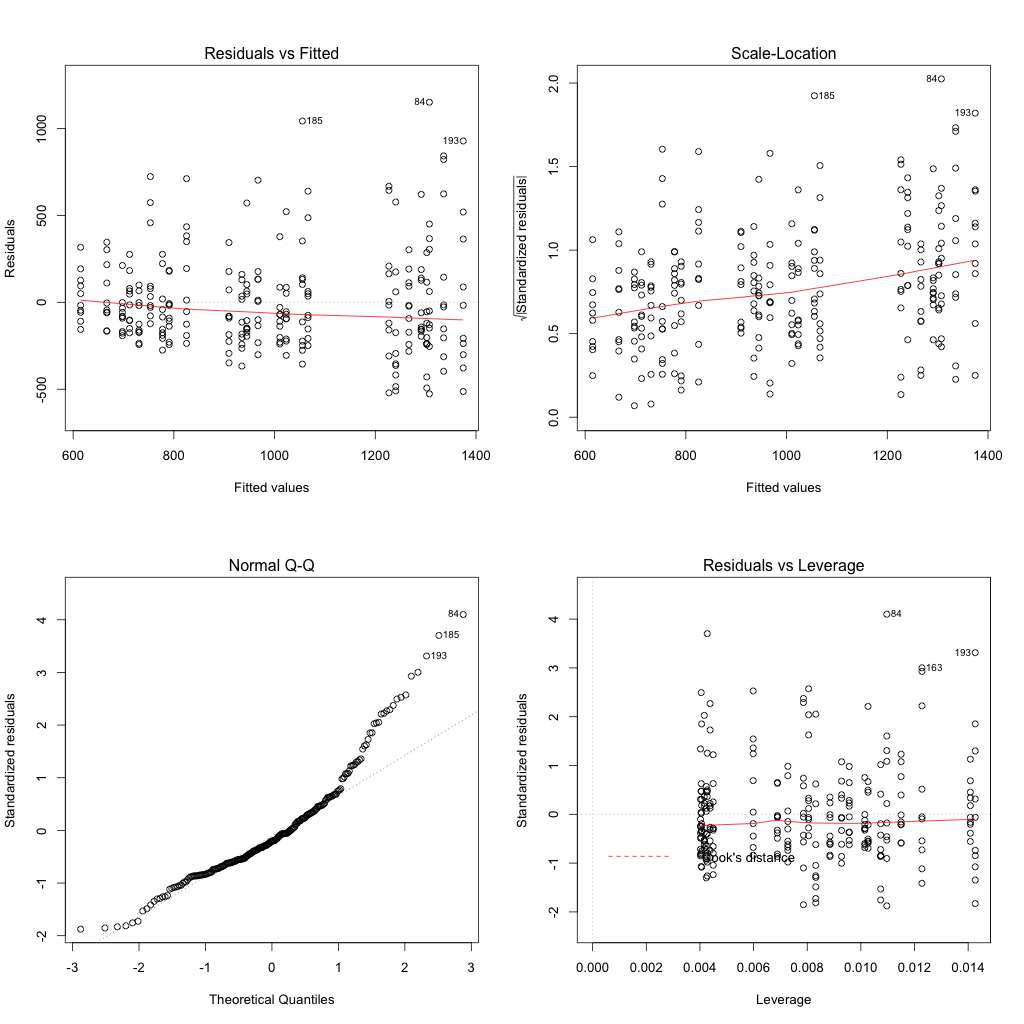 Residuals vs Fitted
Residuals
1000
500
0
-500
84
185
193
600 800 1000 1200 1400
Fitted values
Scale-Location
√|Standardized residuals|
2.0
1.5
1.0
0.5
0.0
84
185
193
600 800 1000 1200 1400
Fitted values
Normal Q-Q
Standardized residuals
4
3
2
1
0
-1
-2
84
185
193
-3 -2 -1 0 1 2 3
Theoretical Quantiles
Residuals vs Leverage
Standardized residuals
4
3
2
1
0
-1
-2
84
193
163
Cook's distance
0.000 0.002 0.004 0.006 0.008 0.010 0.012 0.014
Leverage